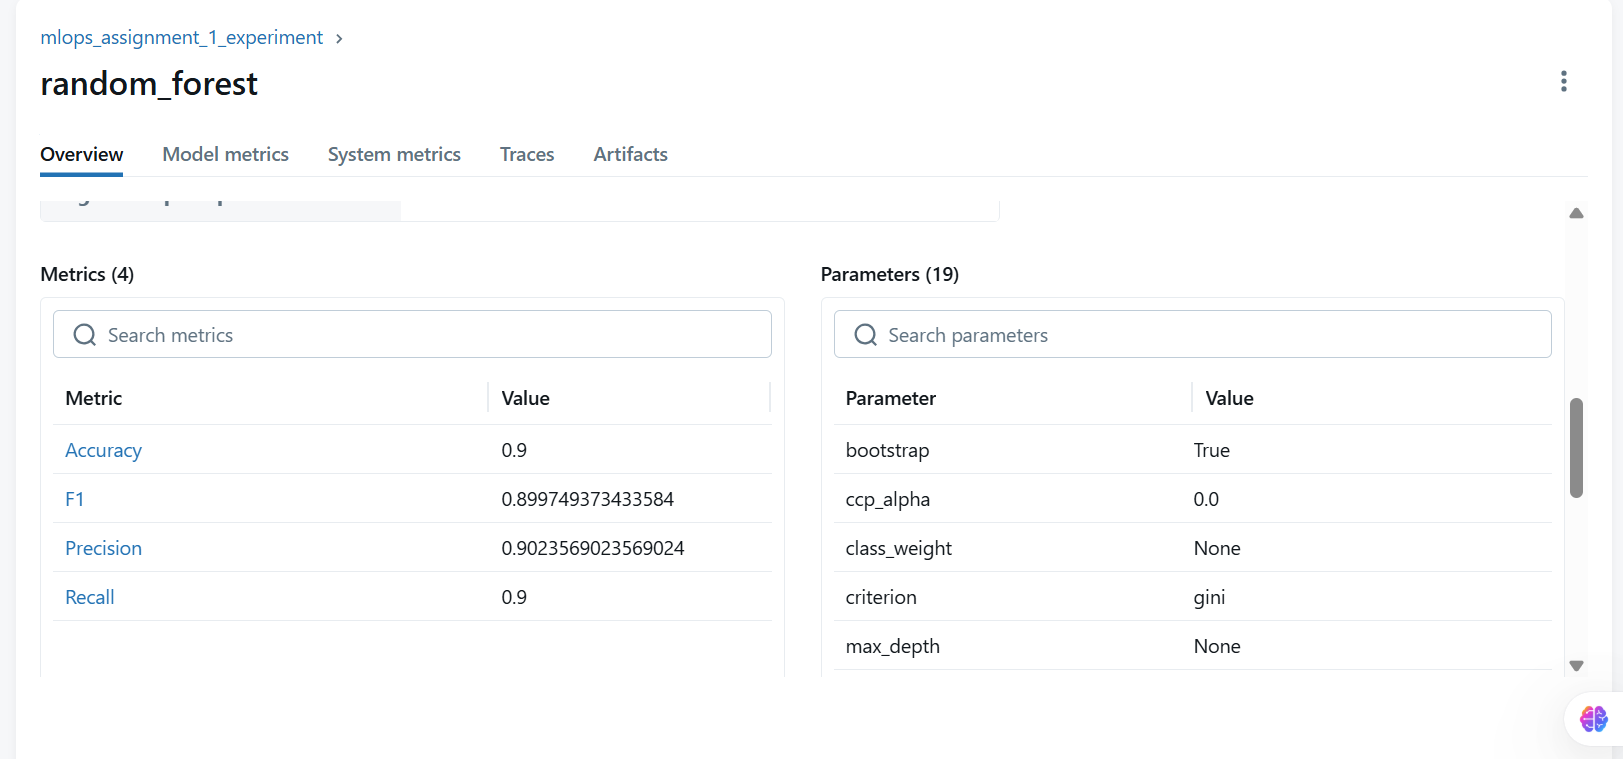 mlops_assignment_1_experiment
random_forest
Overview Model metrics System metrics Traces Artifacts
Metrics (4)
Search metrics
Metric Value
Accuracy 0.9
F1 0.899749373433584
Precision 0.9023569023569024
Recall 0.9
Parameters (19)
Search parameters
Parameter Value
bootstrap True
ccp_alpha 0.0
class_weight None
criterion gini
max_depth None